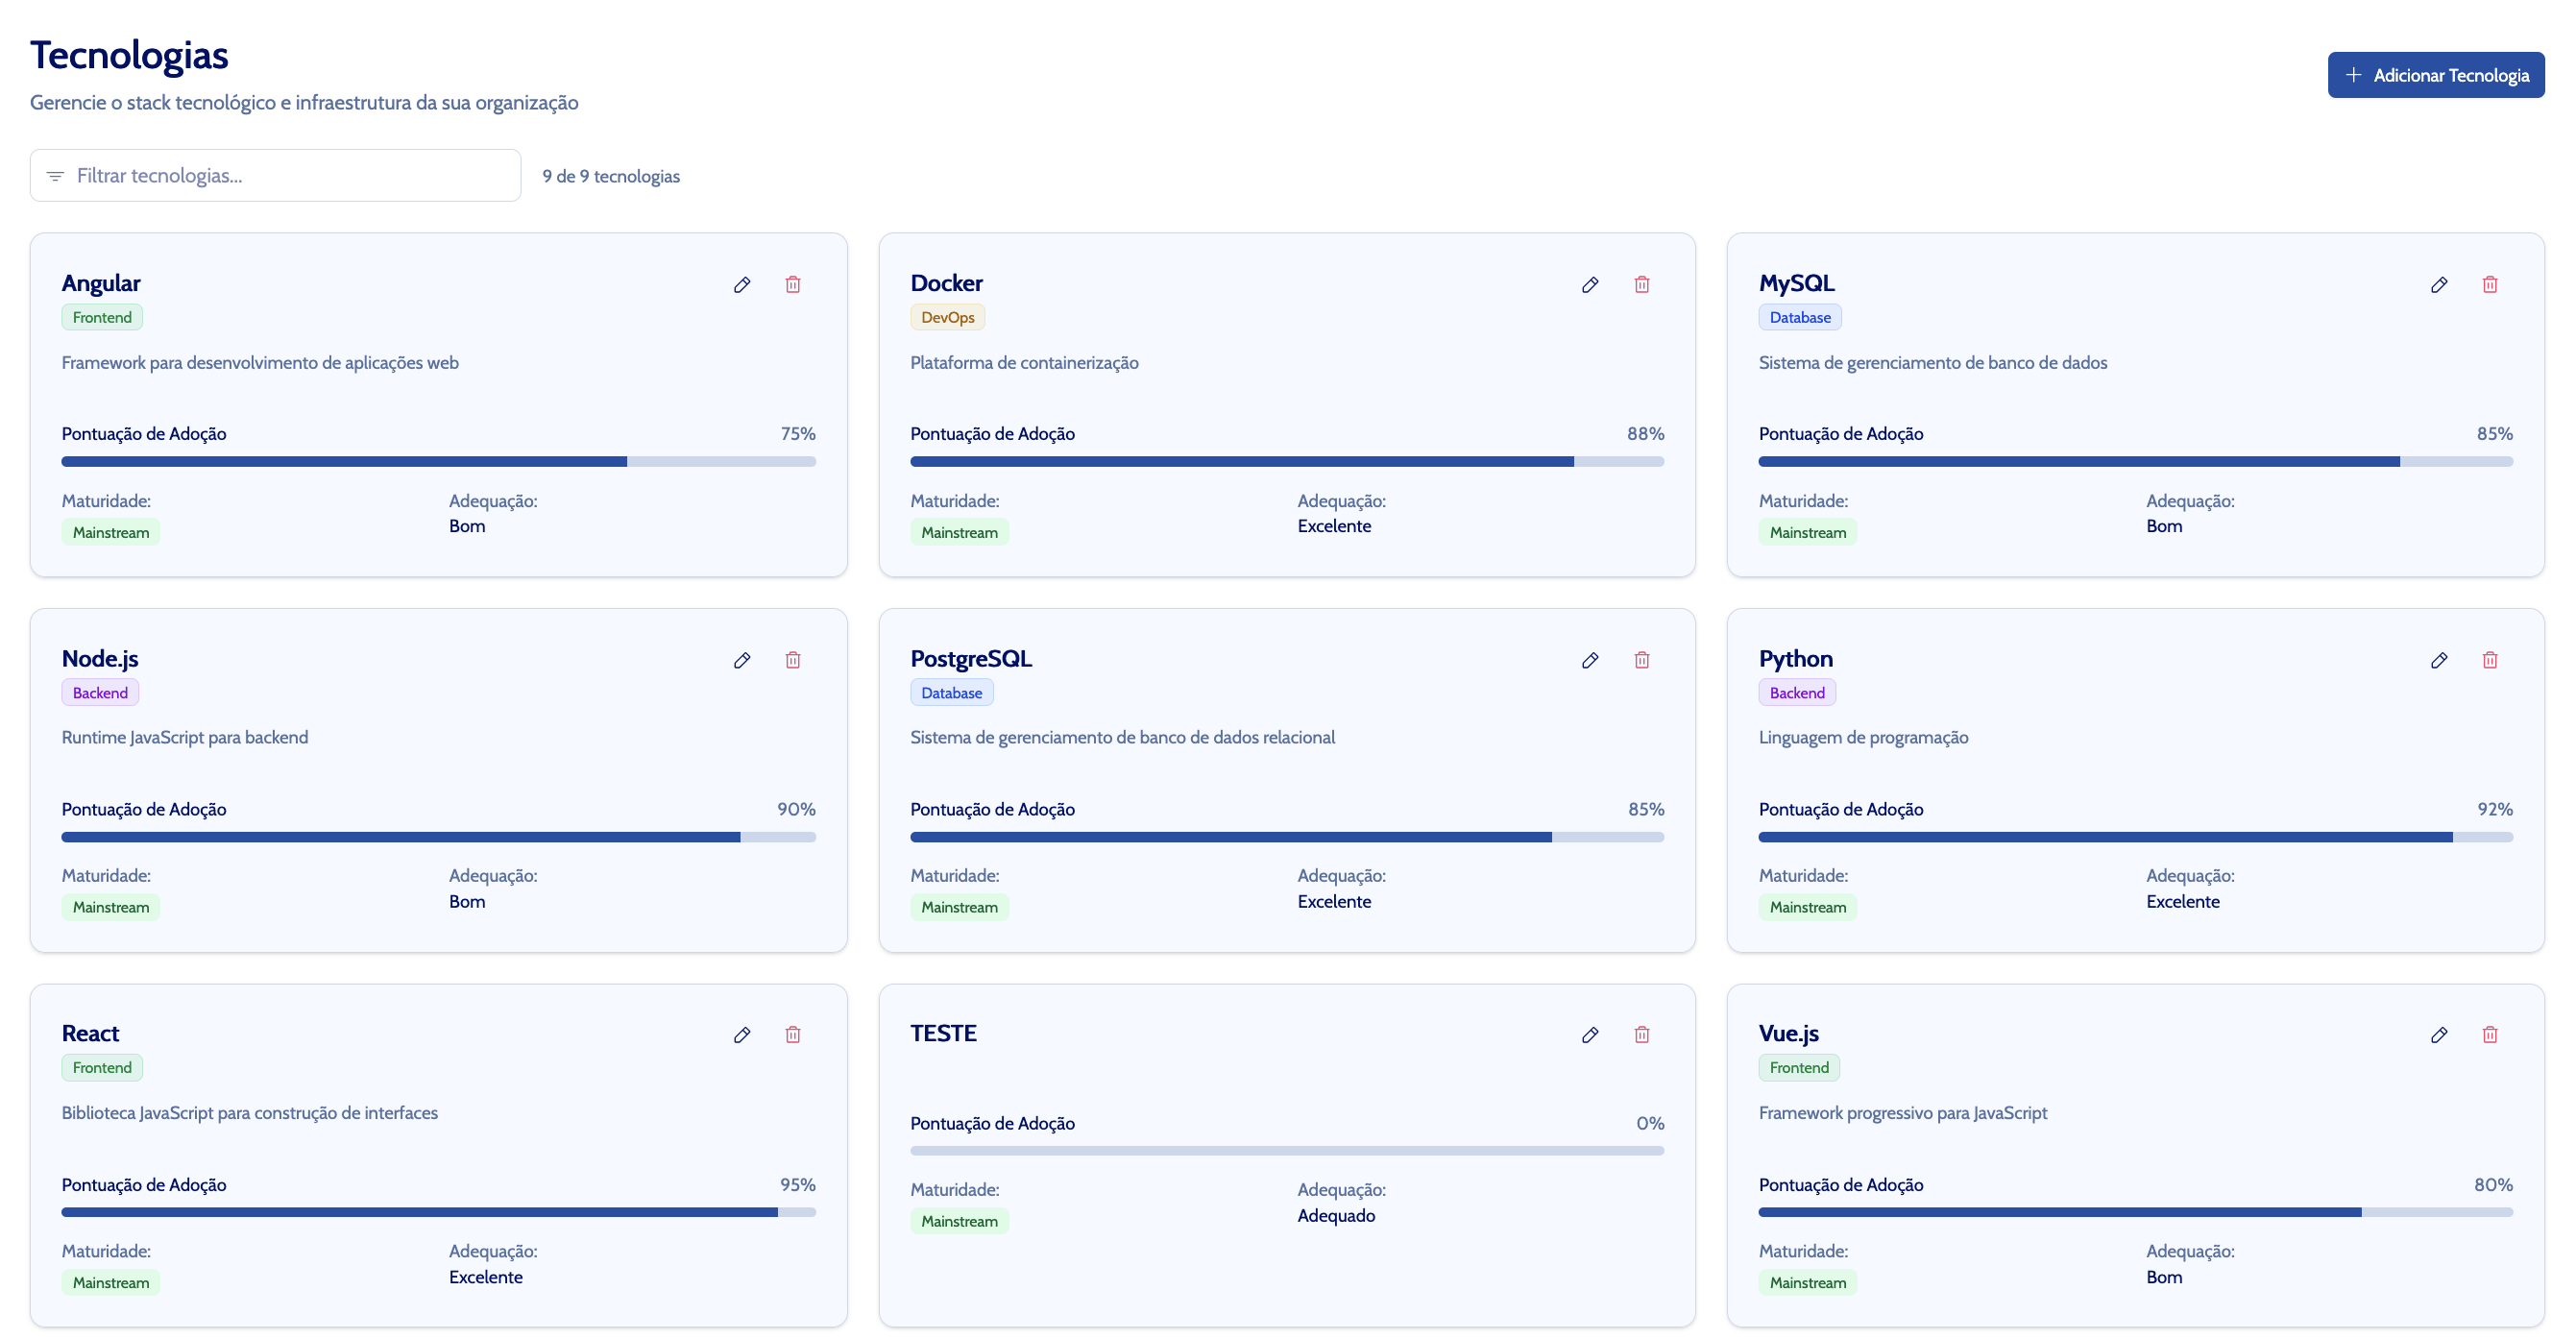 Tecnologias
Gerencie o stack tecnológico e infraestrutura da sua organização
Adicionar Tecnologia
Filtrar tecnologias...
9 de 9 tecnologias
Angular
Frontend
Framework para desenvolvimento de aplicações web
Pontuação de Adoção 75%
Maturidade: Adequação:
Mainstream Bom
Docker
DevOps
Plataforma de containerização
Pontuação de Adoção 88%
Maturidade: Adequação:
Mainstream Excelente
MySQL
Database
Sistema de gerenciamento de banco de dados
Pontuação de Adoção 85%
Maturidade: Adequação:
Mainstream Bom
Node.js
Backend
Runtime JavaScript para backend
Pontuação de Adoção 90%
Maturidade: Adequação:
Mainstream Bom
PostgreSQL
Database
Sistema de gerenciamento de banco de dados relacional
Pontuação de Adoção 85%
Maturidade: Adequação:
Mainstream Excelente
Python
Backend
Linguagem de programação
Pontuação de Adoção 92%
Maturidade: Adequação:
Mainstream Excelente
React
Frontend
Biblioteca JavaScript para construção de interfaces
Pontuação de Adoção 95%
Maturidade: Adequação:
Mainstream Excelente
TESTE
Pontuação de Adoção 0%
Maturidade: Adequação:
Mainstream Adequado
Vue.js
Frontend
Framework progressivo para JavaScript
Pontuação de Adoção 80%
Maturidade: Adequação:
Mainstream Bom